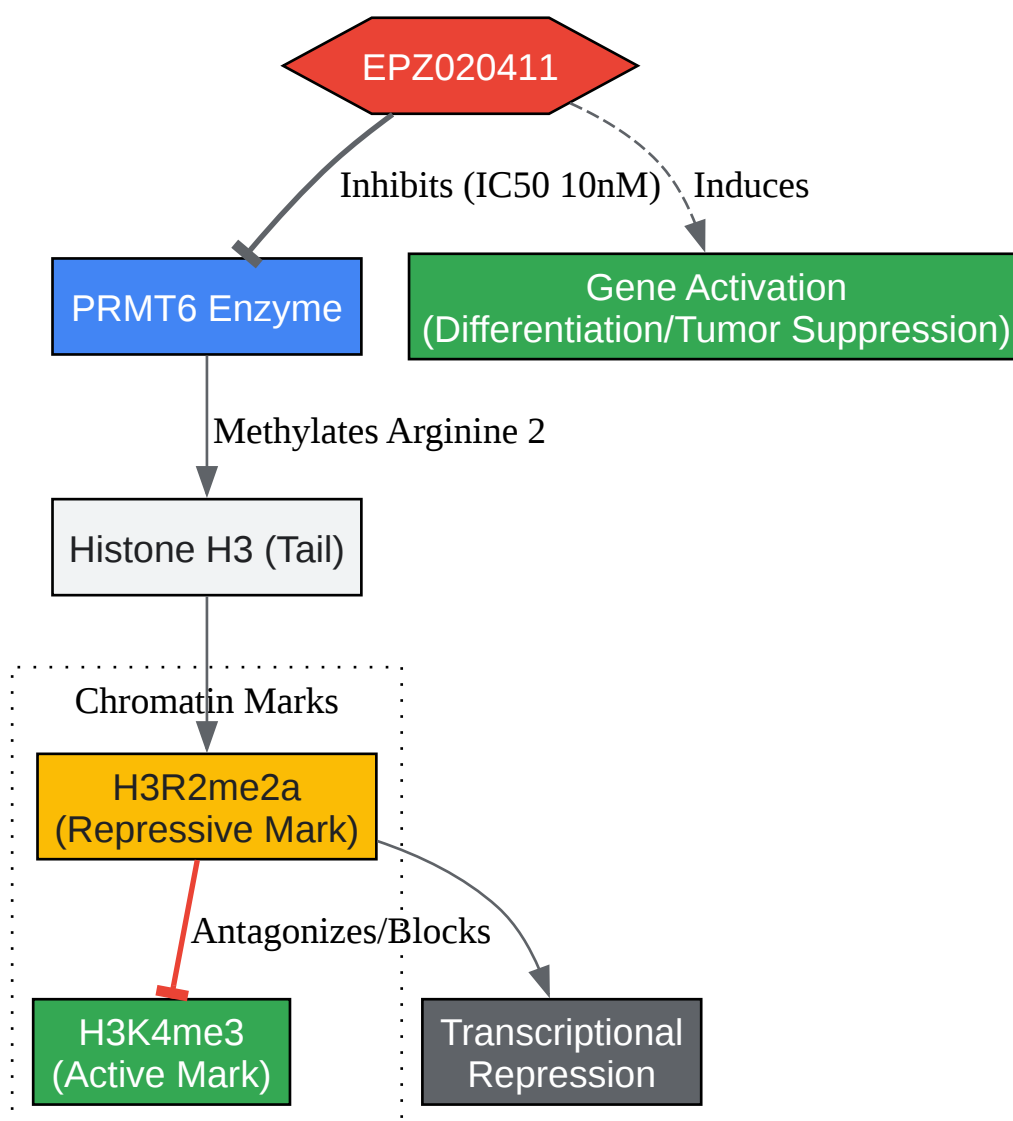 EPZ020411
Inhibits (IC50 10nM)
Induces
PRMT6 Enzyme
Gene Activation
(Differentiation/Tumor Suppression)
Methylates Arginine 2
Histone H3 (Tail)
Chromatin Marks
H3R2me2a
(Repressive Mark)
Antagonizes/Blocks
H3K4me3
(Active Mark)
Transcriptional
Repression